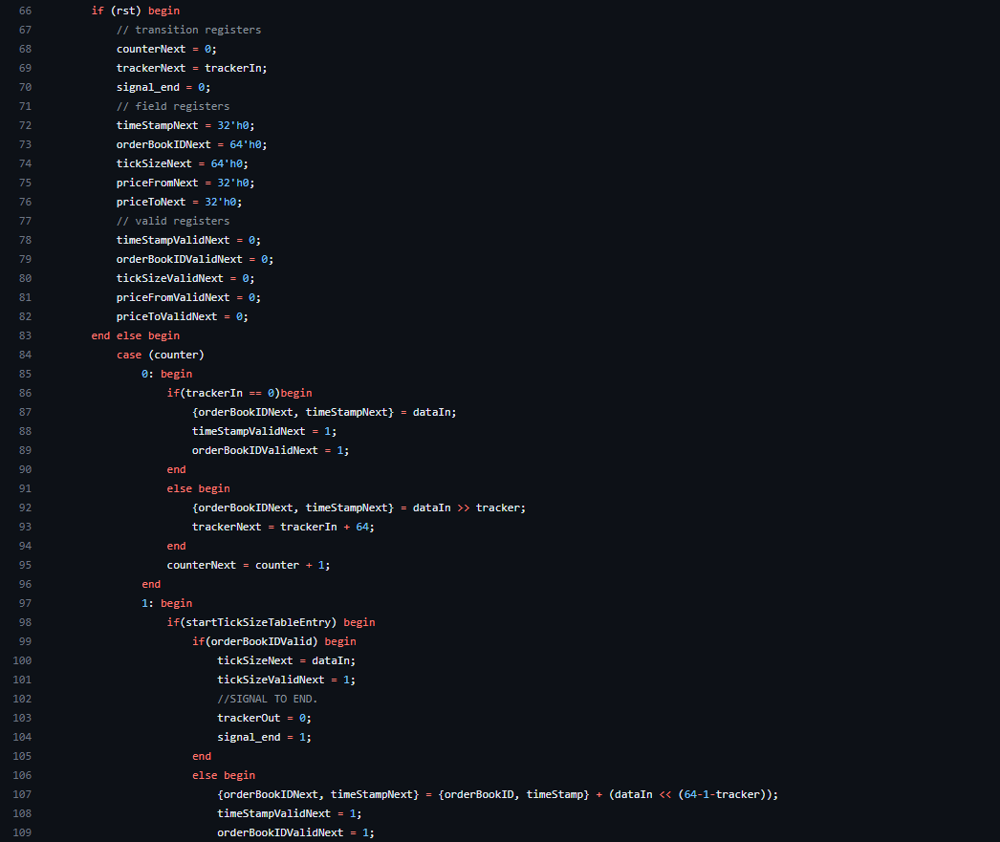 66 if (rst) begin
67 // transition registers
68 counterNext = 0;
69 trackerNext = trackerIn;
70 signal_end = 0;
71 // field registers
72 timeStampNext = 32'h0;
73 orderBookIDNext = 64'h0;
74 tickSizeNext = 64'h0;
75 priceFromNext = 32'h0;
76 priceToNext = 32'h0;
77 // valid registers
78 timeStampValidNext = 0;
79 orderBookIDValidNext = 0;
80 tickSizeValidNext = 0;
81 priceFromValidNext = 0;
82 priceToValidNext = 0;
83 end else begin
84 case (counter)
85 0: begin
86 if(trackerIn == 0)begin
87 {orderBookIDNext, timeStampNext} = dataIn;
88 timeStampValidNext = 1;
89 orderBookIDValidNext = 1;
90 end
91 else begin
92 {orderBookIDNext, timeStampNext} = dataIn >> tracker;
93 trackerNext = trackerIn + 64;
94 end
95 counterNext = counter + 1;
96 end
97 1: begin
98 if(startTickSizeTableEntry) begin
99 if(orderBookIDValid) begin
100 tickSizeNext = dataIn;
101 tickSizeValidNext = 1;
102 //SIGNAL TO END.
103 trackerOut = 0;
104 signal_end = 1;
105 end
106 else begin
107 {orderBookIDNext, timeStampNext} = {orderBookID, timeStamp} + (dataIn << (64-1-tracker));
108 timeStampValidNext = 1;
109 orderBookIDValidNext = 1;